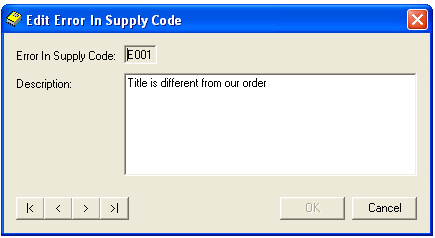 Edit Error In Supply Code
Error In Supply Code: E001
Description: Title is different from our order
|< < > >| OK Cancel